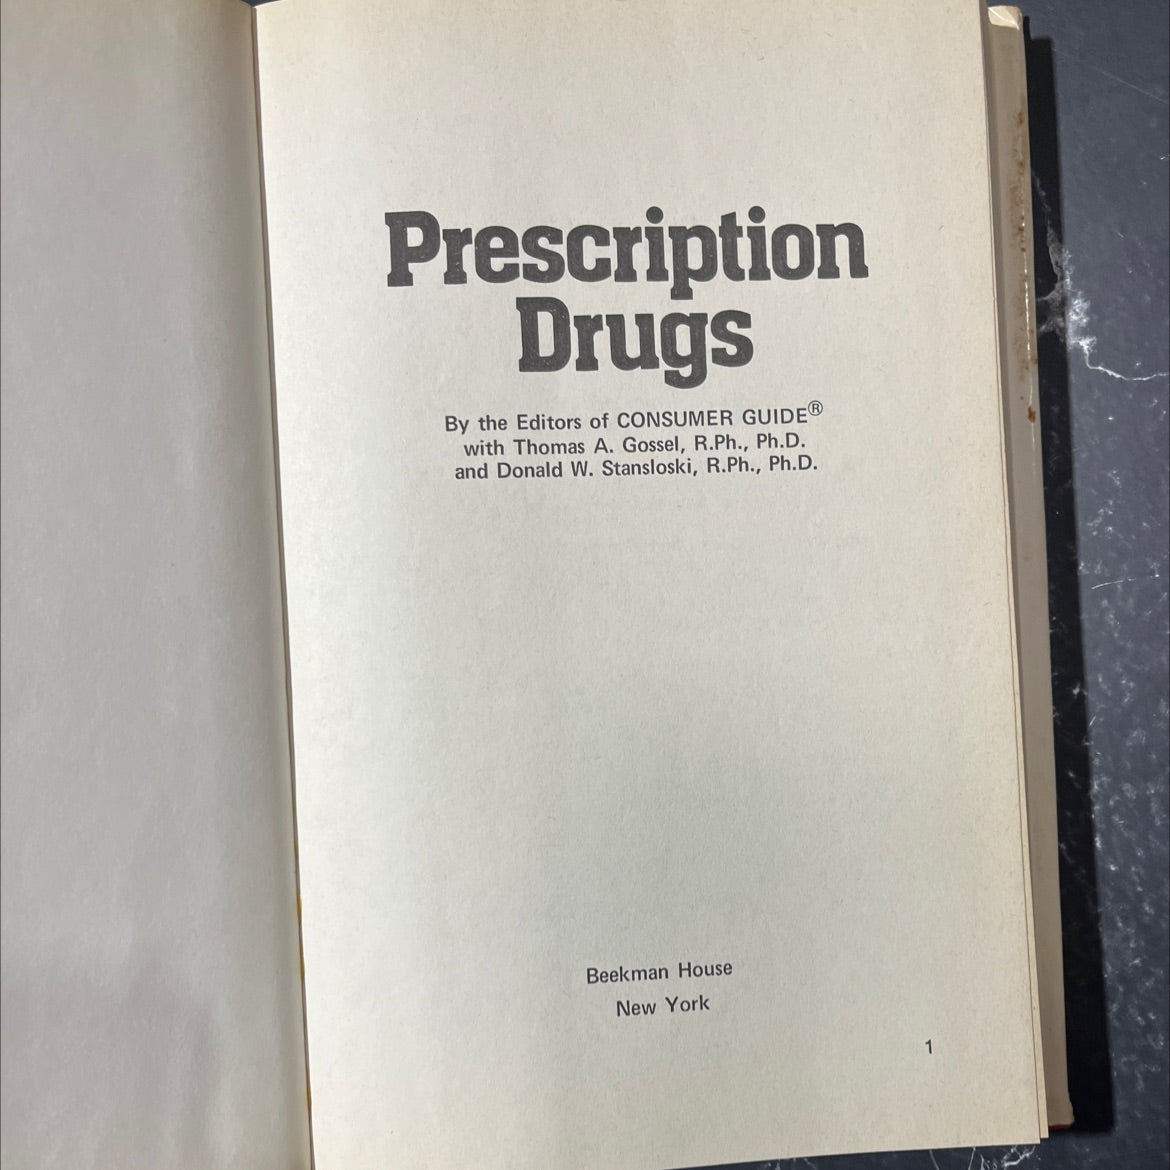 Prescription
Drugs
By the Editors of CONSUMER GUIDE®
with Thomas A. Gossel, R.Ph., Ph.D.
and Donald W. Stansloski, R.Ph., Ph.D.
Beekman House
New York
1